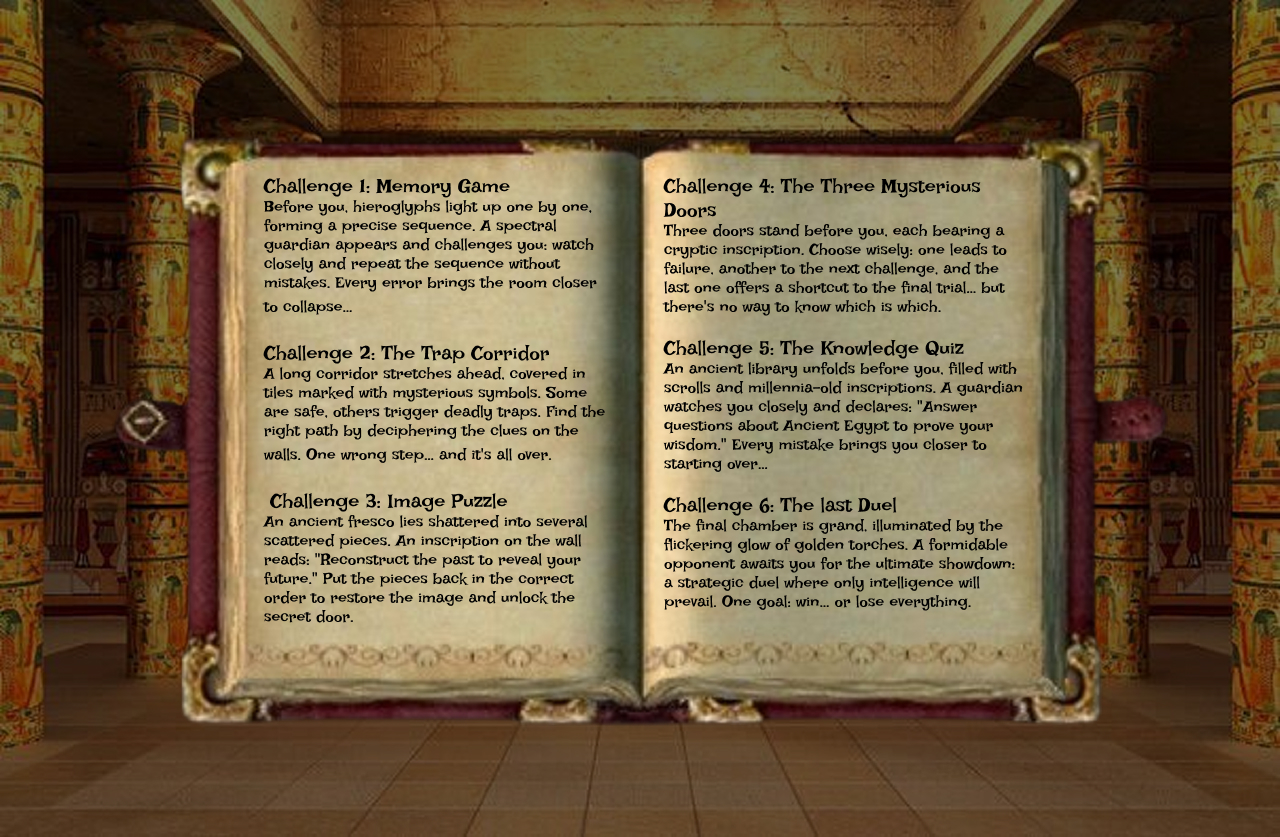 Challenge 1: Memory Game
Before you, hieroglyphs light up one by one,
forming a precise sequence. A spectral
guardian appears and challenges you: watch
closely and repeat the sequence without
mistakes. Every error brings the room closer
to collapse...
Challenge 2: The Trap Corridor
A long corridor stretches ahead, covered in
tiles marked with mysterious symbols. Some
are safe, others trigger deadly traps. Find the
right path by deciphering the clues on the
walls. One wrong step... and it's all over.
Challenge 3: Image Puzzle
An ancient fresco lies shattered into several
scattered pieces. An inscription on the wall
reads: "Reconstruct the past to reveal your
future." Put the pieces back in the correct
order to restore the image and unlock the
secret door.
Challenge 4: The Three Mysterious
Doors
Three doors stand before you, each bearing a
cryptic inscription. Choose wisely: one leads to
failure, another to the next challenge, and the
last one offers a shortcut to the final trial... but
there's no way to know which is which.
Challenge 5: The Knowledge Quiz
An ancient library unfolds before you, filled with
scrolls and millennia-old inscriptions. A guardian
watches you closely and declares: "Answer
questions about Ancient Egypt to prove your
wisdom." Every mistake brings you closer to
starting over...
Challenge 6: The last Duel
The final chamber is grand, illuminated by the
flickering glow of golden torches. A formidable
opponent awaits you for the ultimate showdown:
a strategic duel where only intelligence will
prevail. One goal: win... or lose everything.